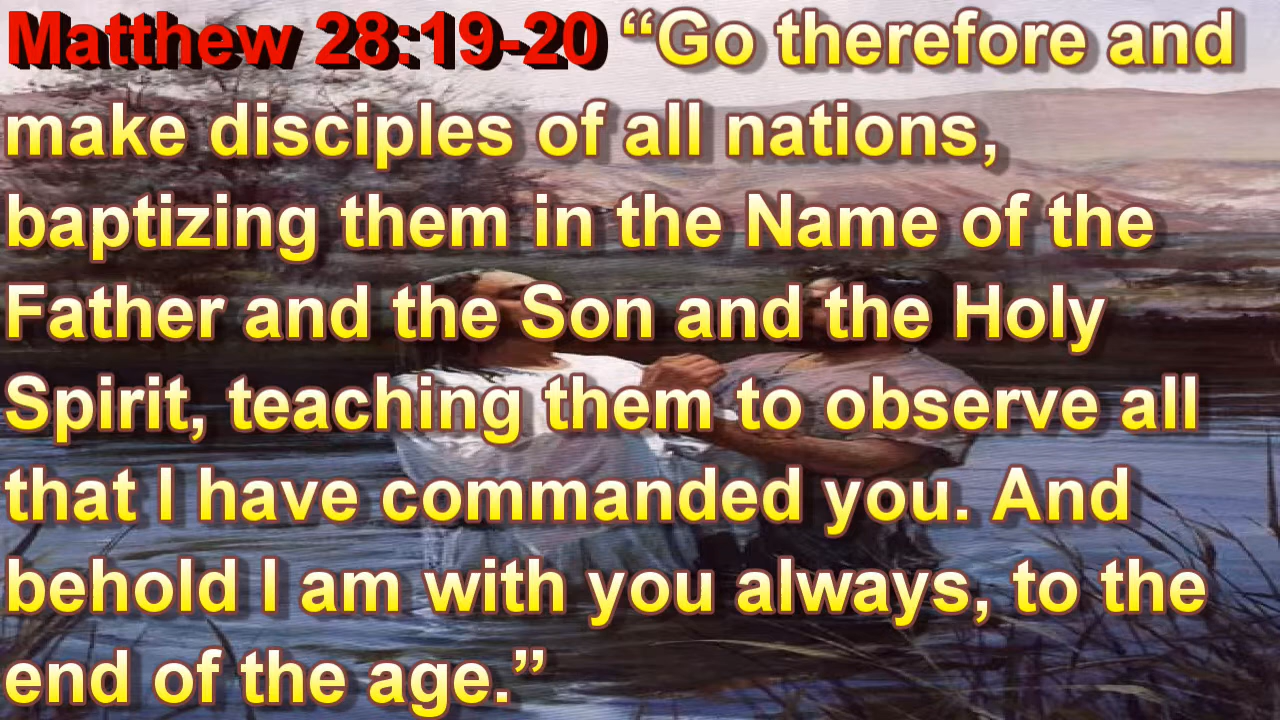 Matthew 28:19-20 “Go therefore and
make disciples of all nations,
baptizing them in the Name of the
Father and the Son and the Holy
Spirit, teaching them to observe all
that I have commanded you. And
behold I am with you always, to the
end of the age.”